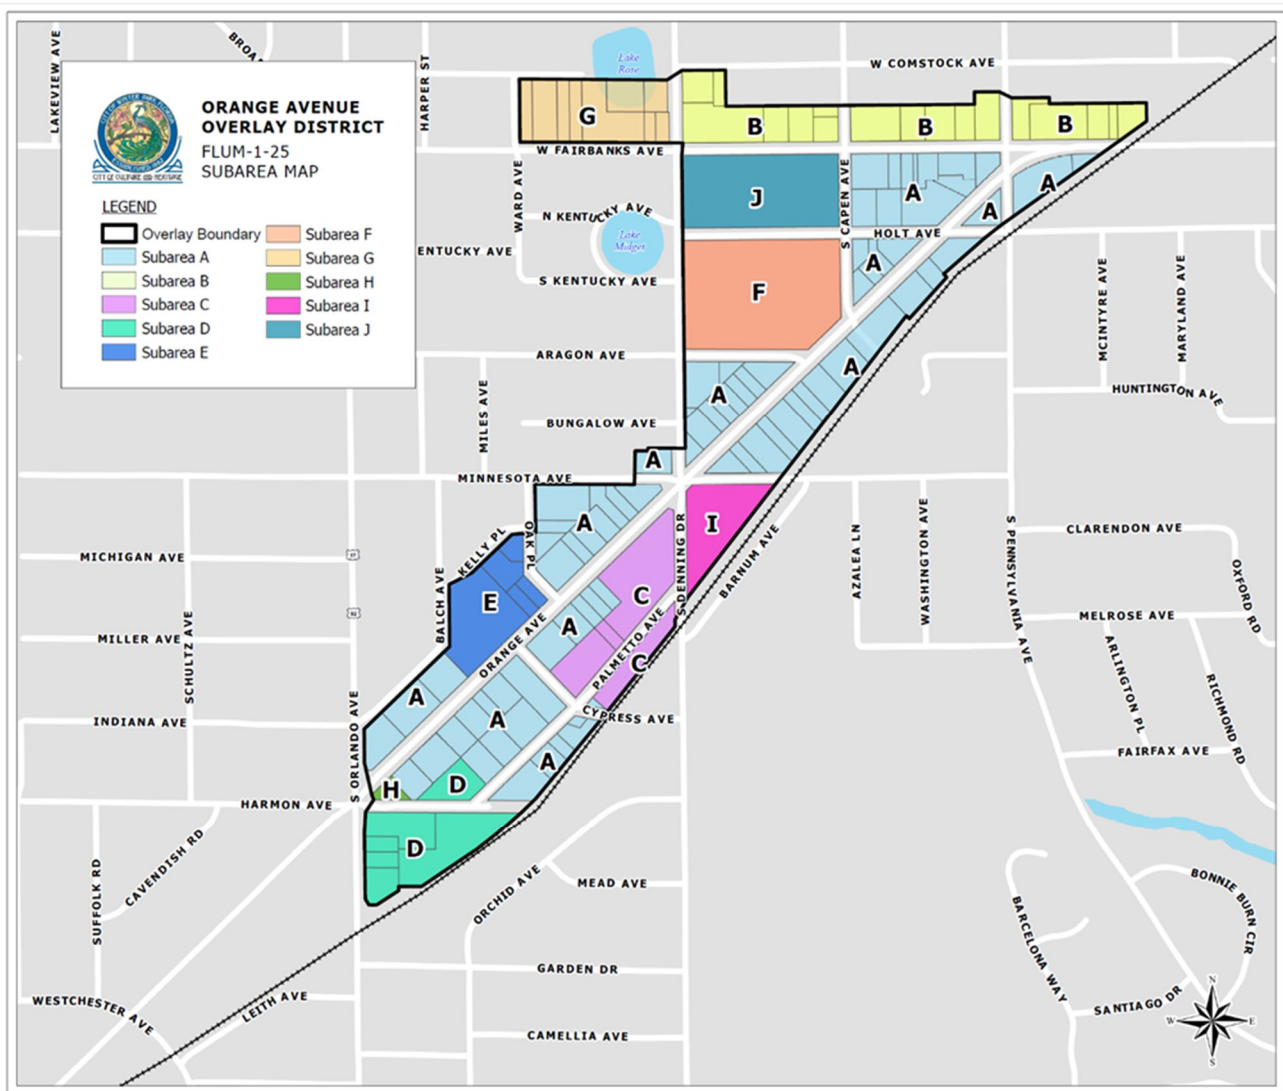 LAKEVIEW AVE
HARPER ST
Lake
Rose
W COMSTOCK AVE
ORANGE AVENUE
OVERLAY DISTRICT
FLUM-1-25
SUBAREA MAP
LEGEND
Overlay Boundary
Subarea A
Subarea B
Subarea C
Subarea D
Subarea E
Subarea F
Subarea G
Subarea H
Subarea I
Subarea J
G
B
B
B
W FAIRBANKS AVE
WARD AVE
J
S CAPEN AVE
A
A
A
N KENTUCKY AVE
Lake
Midget
HOLT AVE
ENTUCKY AVE
S KENTUCKY AVE
A
F
MCINTYRE AVE
MARYLAND AVE
ARAGON AVE
A
A
HUNTINGTON AVE
MILES AVE
BUNGALOW AVE
A
MINNESOTA AVE
A
I
OAK PL
KELLY PL
S DENNING DR
BARNUM AVE
AZALEA LN
WASHINGTON AVE
S PENNSYLVANIA AVE
CLARENDON AVE
OXFORD RD
MICHIGAN AVE
BALCH AVE
E
C
A
MELROSE AVE
MILLER AVE
SCHULTZ AVE
ORANGE AVE
PALMETTO AVE
C
ARLINGTON PL
RICHMOND RD
A
A
CYPRESS AVE
INDIANA AVE
S ORLANDO AVE
A
FAIRFAX AVE
H
D
HARMON AVE
D
CAVENDISH RD
SUFFOLK RD
ORCHID AVE
MEAD AVE
BONNIE BURN CIR
BARCELONA WAY
GARDEN DR
SANTIAGO DR
WESTCHESTER AVE
LEITH AVE
CAMELLIA AVE
N
W
E
S